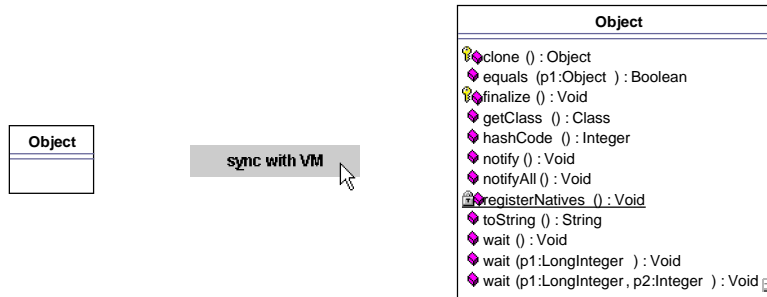 Object
sync with VM
Object
clone () : Object
equals (p1:Object ) : Boolean
finalize () : Void
getClass () : Class
hashCode () : Integer
notify () : Void
notifyAll () : Void
registerNatives () : Void
toString () : String
wait () : Void
wait (p1:LongInteger ) : Void
wait (p1:LongInteger , p2:Integer ) : Void